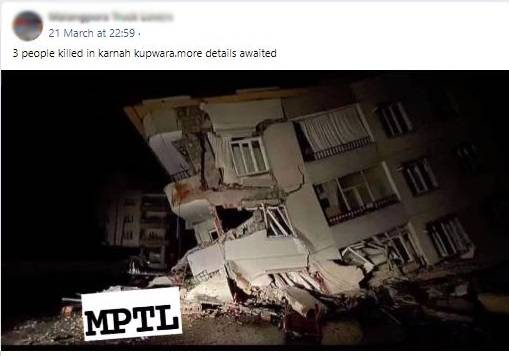 21 March at 22:59 ·
3 people killed in karnah kupwara.more details awaited
MPTL